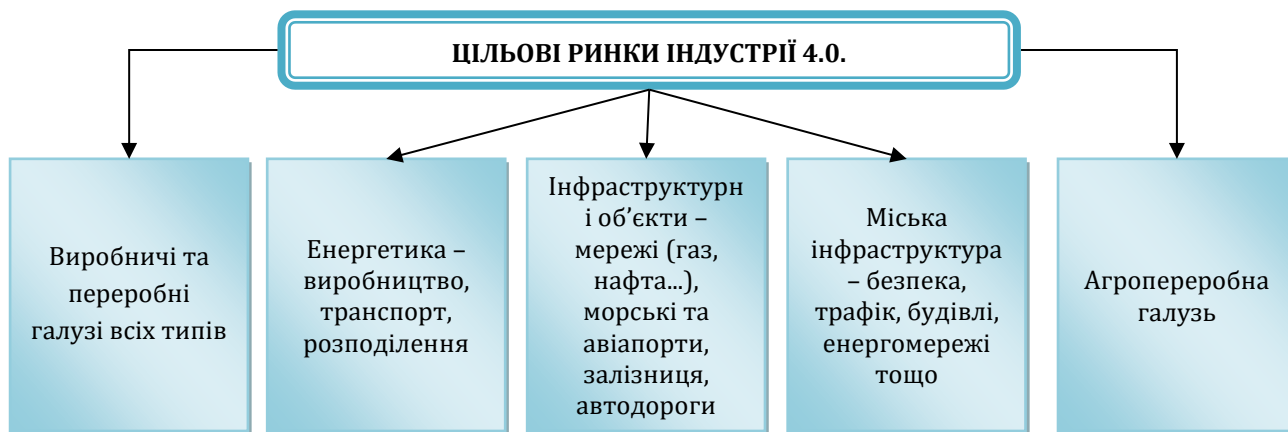 ЦІЛЬОВІ РИНКИ ІНДУСТРІЇ 4.0.
Виробничі та
переробні
галузі всіх типів
Енергетика –
виробництво,
транспорт,
розподілення
Інфраструктурн
і об’єкти –
мережі (газ,
нафта...),
морські та
авіапорти,
залізниця,
автодороги
Міська
інфраструктура
– безпека,
трафік, будівлі,
енергомережі
тощо
Агропереробна
галузь